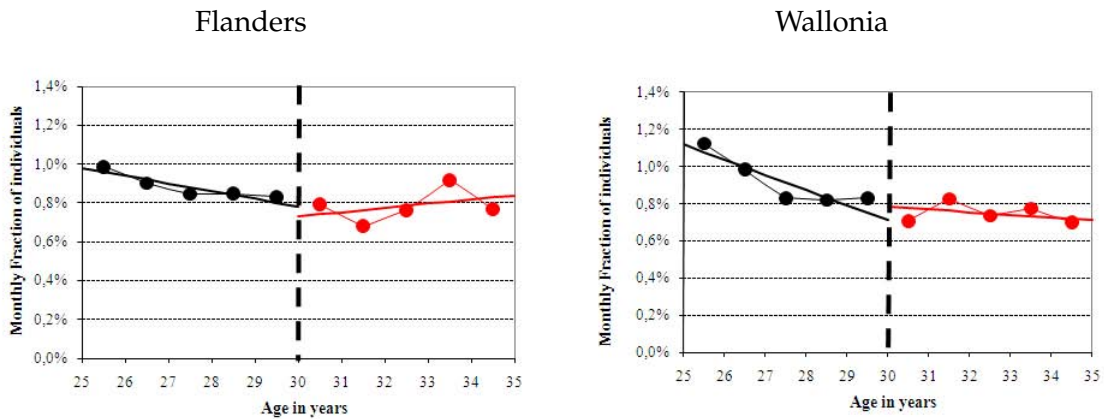 Flanders
Wallonia
Monthly Fraction of individuals
1,4%
1,2%
1,0%
0,8%
0,6%
0,4%
0,2%
0,0%
25 26 27 28 29 30 31 32 33 34 35
Age in years
Monthly Fraction of individuals
1,4%
1,2%
1,0%
0,8%
0,6%
0,4%
0,2%
0,0%
25 26 27 28 29 30 31 32 33 34 35
Age in years